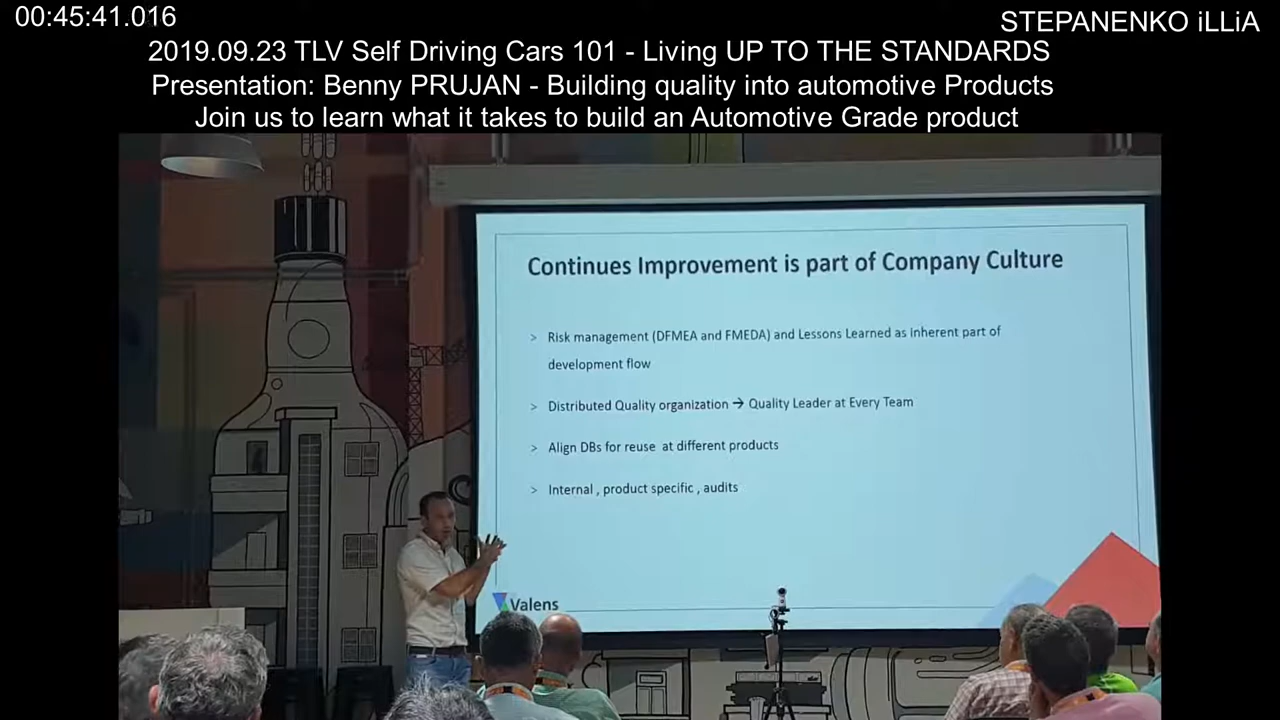 00:45:41.016
STEPANENKO iLLiA
2019.09.23 TLV Self Driving Cars 101 - Living UP TO THE STANDARDS
Presentation: Benny PRUJAN - Building quality into automotive Products
Join us to learn what it takes to build an Automotive Grade product
Continues Improvement is part of Company Culture
> Risk management (DFMEA and FMEDA) and Lessons Learned as inherent part of
development flow
> Distributed Quality organization → Quality Leader at Every Team
> Align DBs for reuse at different products
> Internal , product specific , audits
Valens